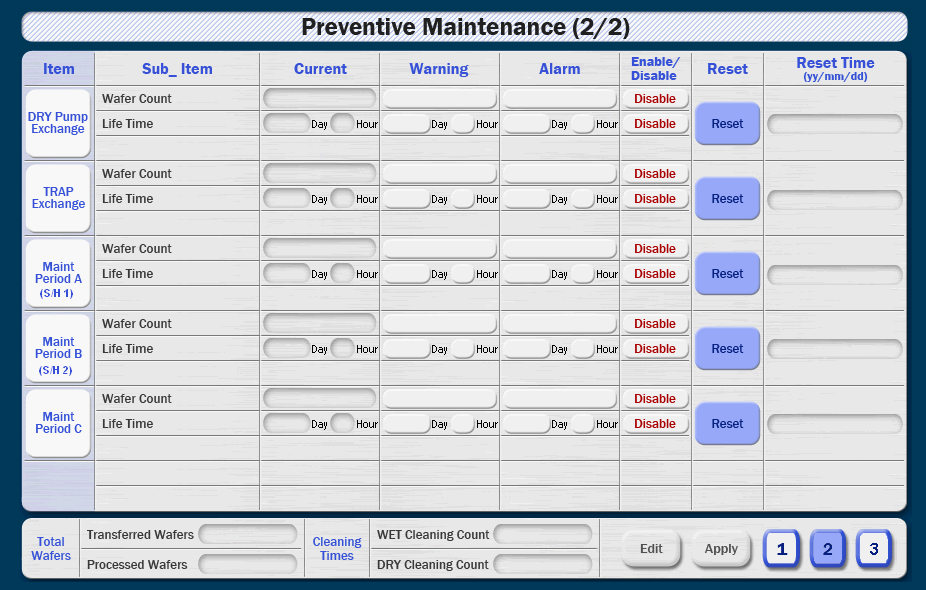 Preventive Maintenance (2/2)
Item Sub_ Item Current Warning Alarm Enable/ Disable Reset Reset Time (yy/mm/dd)
DRY Pump Exchange
Wafer Count Disable
Life Time Day Hour Day Hour Day Hour Disable Reset
TRAP Exchange
Wafer Count Disable
Life Time Day Hour Day Hour Day Hour Disable Reset
Maint Period A (S/H 1)
Wafer Count Disable
Life Time Day Hour Day Hour Day Hour Disable Reset
Maint Period B (S/H 2)
Wafer Count Disable
Life Time Day Hour Day Hour Day Hour Disable Reset
Maint Period C
Wafer Count Disable
Life Time Day Hour Day Hour Day Hour Disable Reset
Total Wafers
Transferred Wafers
Processed Wafers
Cleaning Times
WET Cleaning Count
DRY Cleaning Count
Edit Apply 1 2 3